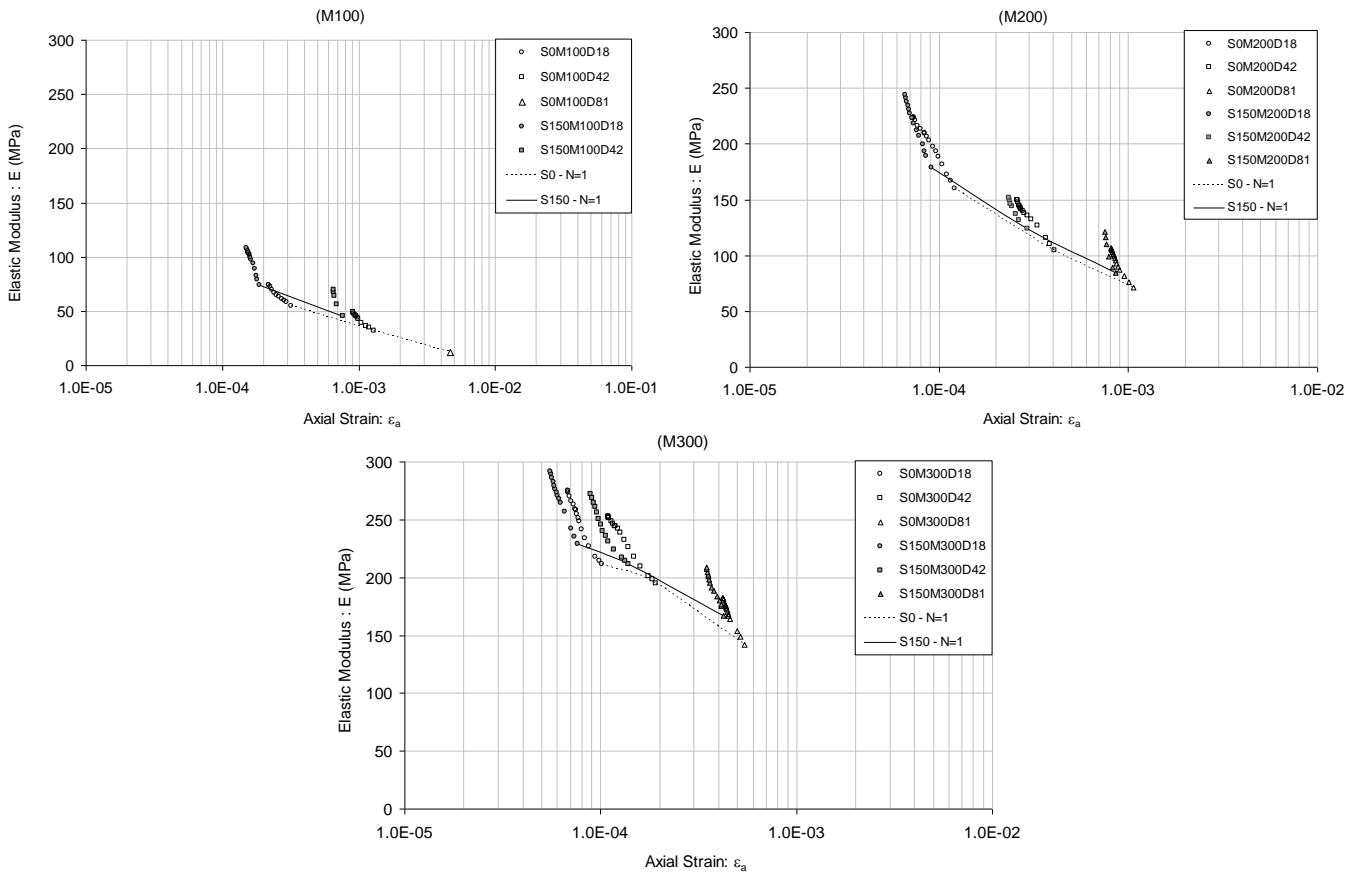 (M100)
300
250
200
150
100
50
0
Elastic Modulus : E (MPa)
1.0E-05
1.0E-04
1.0E-03
1.0E-02
1.0E-01
Axial Strain: εa
S0M100D18
S0M100D42
S0M100D81
S150M100D18
S150M100D42
S0 - N=1
S150 - N=1
(M200)
300
250
200
150
100
50
0
Elastic Modulus : E (MPa)
1.0E-05
1.0E-04
1.0E-03
1.0E-02
Axial Strain: εa
S0M200D18
S0M200D42
S0M200D81
S150M200D18
S150M200D42
S150M200D81
S0 - N=1
S150 - N=1
(M300)
300
250
200
150
100
50
0
Elastic Modulus : E (MPa)
1.0E-05
1.0E-04
1.0E-03
1.0E-02
Axial Strain: εa
S0M300D18
S0M300D42
S0M300D81
S150M300D18
S150M300D42
S150M300D81
S0 - N=1
S150 - N=1